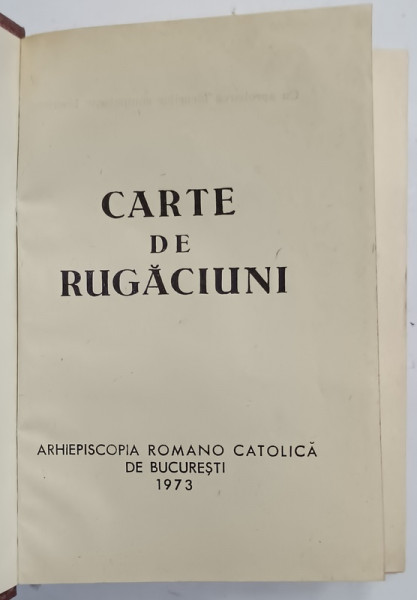 CARTE
DE
RUGĂCIUNI
ARHIEPISCOPIA ROMANO CATOLICĂ
DE BUCUREȘTI
1973